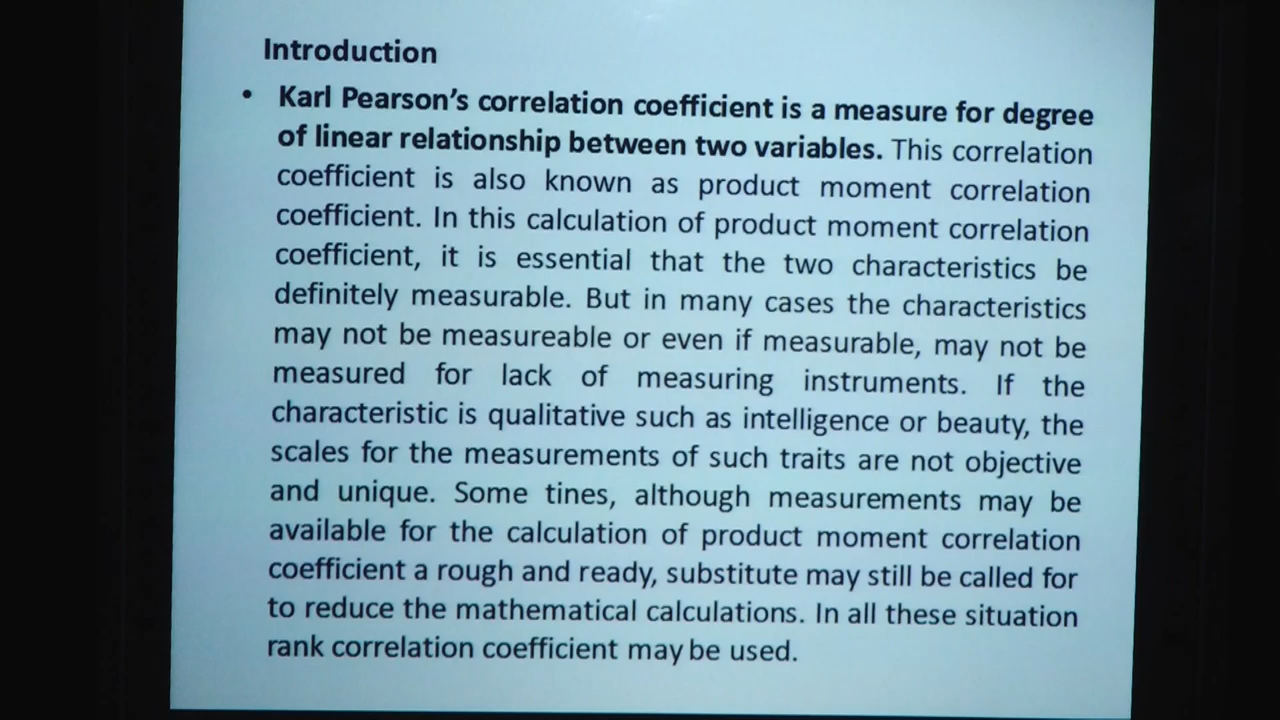 Introduction
• Karl Pearson's correlation coefficient is a measure for degree
of linear relationship between two variables. This correlation
coefficient is also known as product moment correlation
coefficient. In this calculation of product moment correlation
coefficient, it is essential that the two characteristics be
definitely measurable. But in many cases the characteristics
may not be measureable or even if measurable, may not be
measured for lack of measuring instruments. If the
characteristic is qualitative such as intelligence or beauty, the
scales for the measurements of such traits are not objective
and unique. Some tines, although measurements may be
available for the calculation of product moment correlation
coefficient a rough and ready, substitute may still be called for
to reduce the mathematical calculations. In all these situation
rank correlation coefficient may be used.